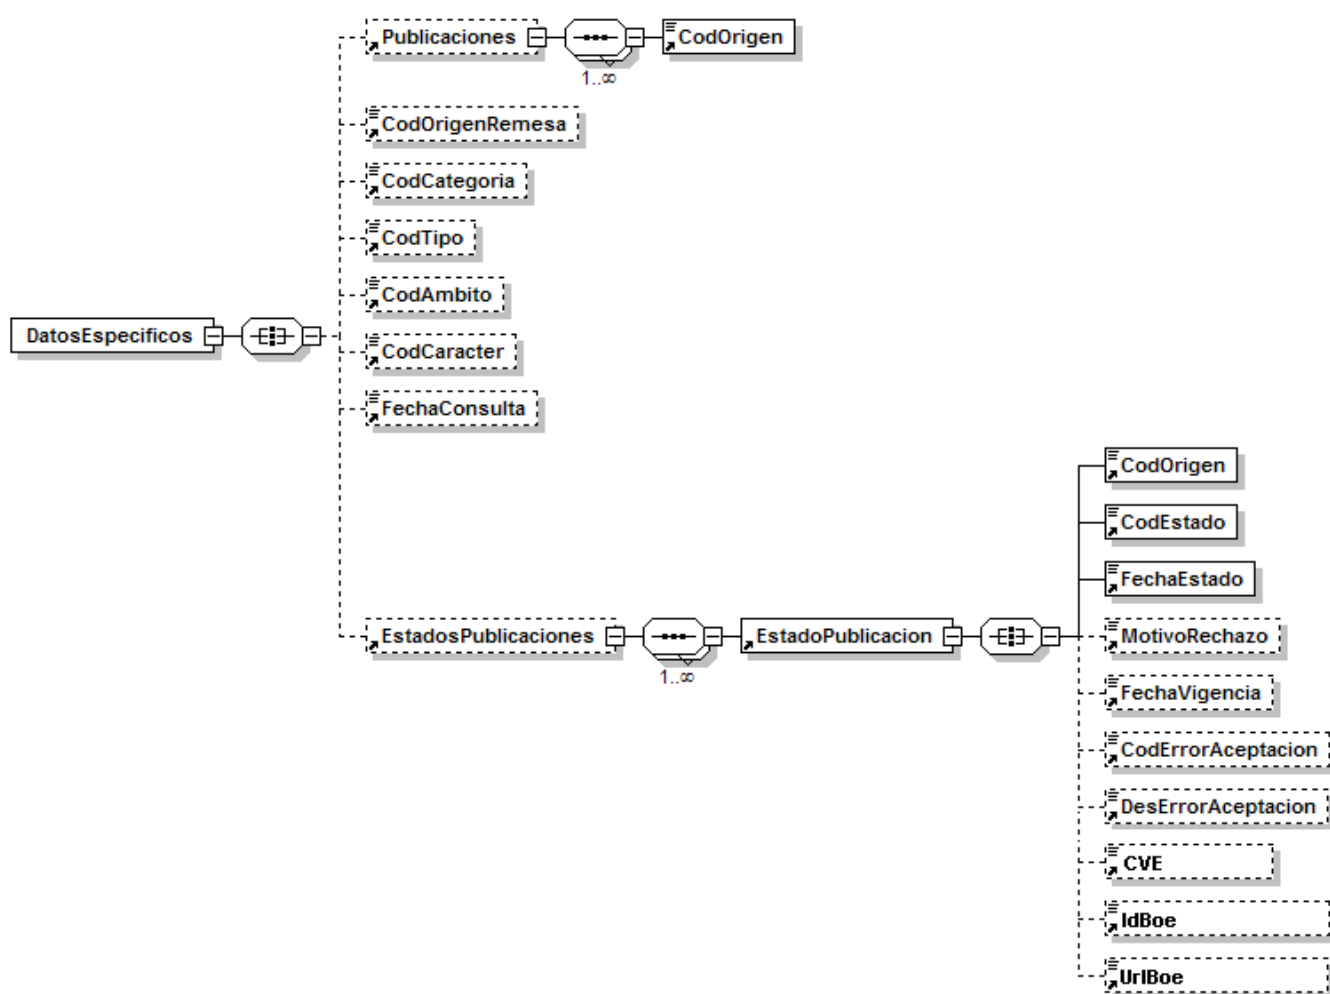 Publicaciones
CodOrigen
1..∞
CodOrigenRemesa
CodCategoria
CodTipo
CodAmbito
DatosEspecificos
CodCaracter
FechaConsulta
CodOrigen
CodEstado
FechaEstado
EstadosPublicaciones
1..∞
EstadoPublicacion
MotivoRechazo
FechaVigencia
CodErrorAceptacion
DesErrorAceptacion
CVE
IdBoe
UrlBoe